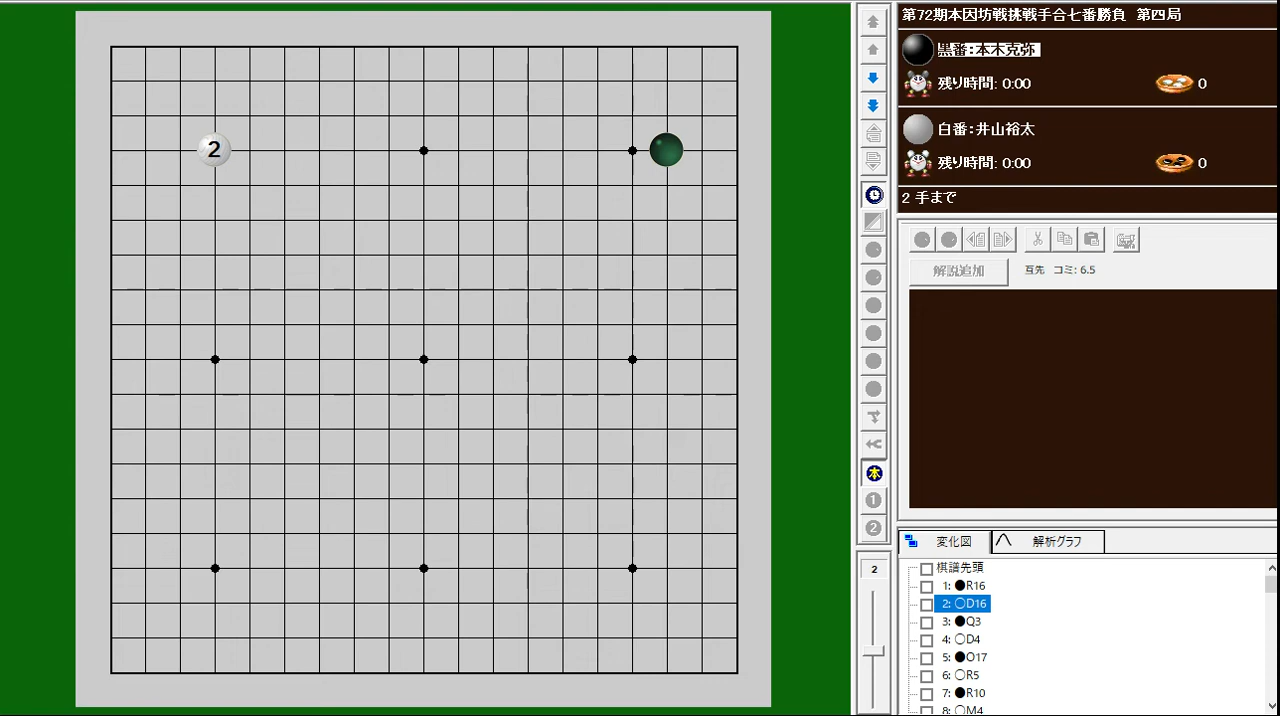 2
第72期本因坊戦挑戦手合七番勝負 第四局
黒番:本木克弥
残り時間: 0:00
0
白番:井山裕太
残り時間: 0:00
0
2 手まで
解説追加
互先 コミ: 6.5
本
1
2
2
変化図
解析グラフ
棋譜先頭
1: ●R16
2: ○D16
3: ●Q3
4: ○D4
5: ●O17
6: ○R5
7: ●R10
8: ○M4